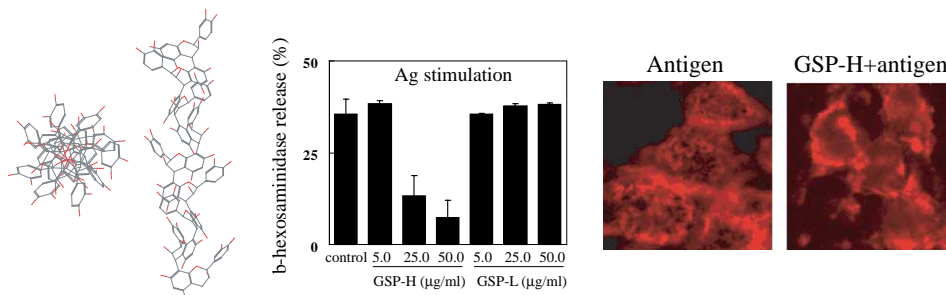 Ag stimulation
b-hexosaminidase release (%)
50
25
0
control 5.0 25.0 50.0 5.0 25.0 50.0
GSP-H (μg/ml) GSP-L (μg/ml)
Antigen GSP-H+antigen